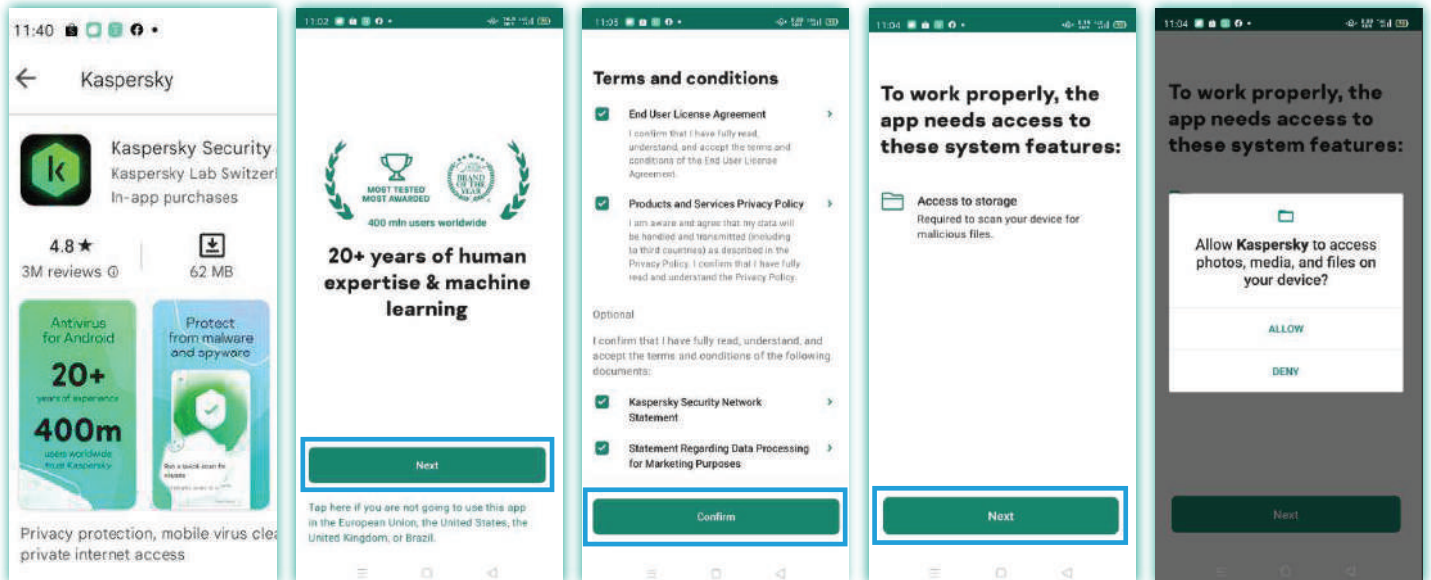 11:40
Kaspersky
Kaspersky Security
Kaspersky Lab Switzerl
In-app purchases
4.8★
3M reviews
62 MB
Antivirus
for Android
20+
years of experience
400m
users worldwide
trust Kaspersky
Protect
from malware
and spyware
Run a quick scan for
viruses
Privacy protection, mobile virus clea
private internet access
11:02
MOST TESTED
MOST AWARDED
BRAND
OF THE
YEAR
400 mln users worldwide
20+ years of human
expertise & machine
learning
Next
Tap here if you are not going to use this app
in the European Union, the United States, the
United Kingdom, or Brazil.
11:03
Terms and conditions
End User License Agreement
I confirm that I have fully read,
understand, and accept the terms and
conditions of the End User License
Agreement.
Products and Services Privacy Policy
I am aware and agree that my data will
be handled and transmitted (including
to third countries) as described in the
Privacy Policy. I confirm that I have fully
read and understand the Privacy Policy.
Optional
I confirm that I have fully read, understand, and
accept the terms and conditions of the following
documents:
Kaspersky Security Network
Statement
Statement Regarding Data Processing
for Marketing Purposes
Confirm
11:04
To work properly, the
app needs access to
these system features:
Access to storage
Required to scan your device for
malicious files.
Next
11:04
To work properly, the
app needs access to
these system features:
Allow Kaspersky to access
photos, media, and files on
your device?
ALLOW
DENY
Next